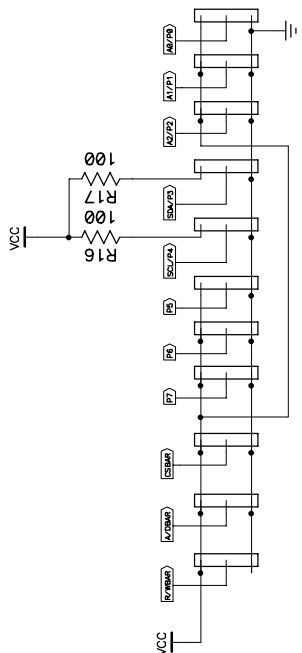 A0/P0
A1/P1
A2/P2
100
R17
SDA/P3
100
R16
VCC
SCL/P4
P5
P6
P7
CSBAR
A/DBAR
R/WBAR
VCC